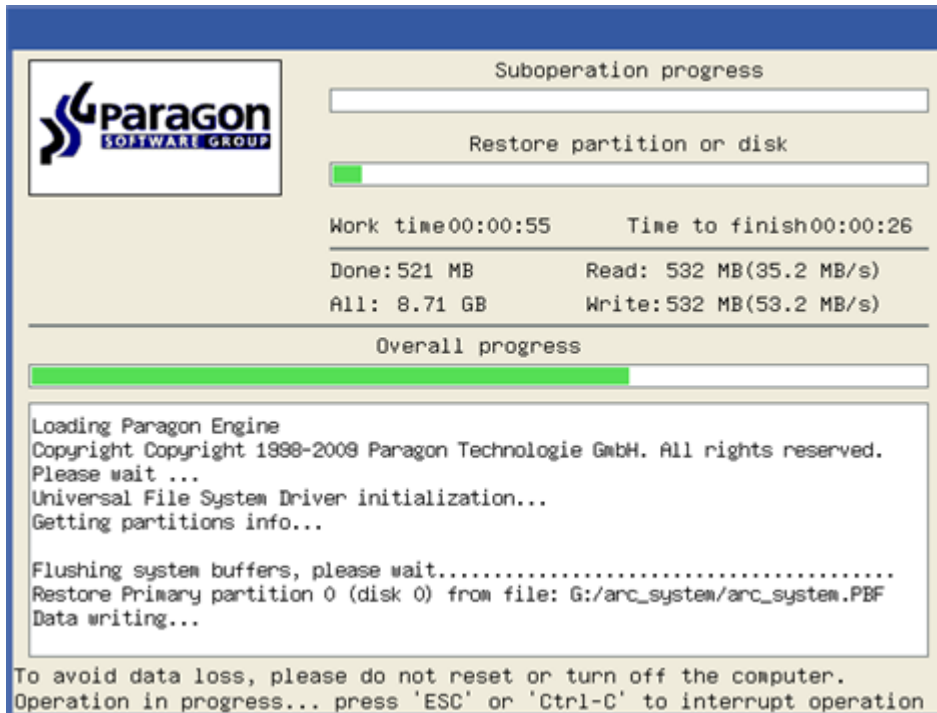 Paragon
SOFTWARE GROUP
Suboperation progress
Restore partition or disk
Work time00:00:55 Time to finish00:00:26
Done:521 MB Read: 532 MB(35.2 MB/s)
All: 8.71 GB Write:532 MB(53.2 MB/s)
Overall progress
Loading Paragon Engine
Copyright Copyright 1998-2009 Paragon Technologie GmbH. All rights reserved.
Please wait ...
Universal File System Driver initialization...
Getting partitions info...
Flushing system buffers, please wait........................................
Restore Primary partition 0 (disk 0) from file: G:/arc_system/arc_system.PBF
Data writing...
To avoid data loss, please do not reset or turn off the computer.
Operation in progress... press 'ESC' or 'Ctrl-C' to interrupt operation